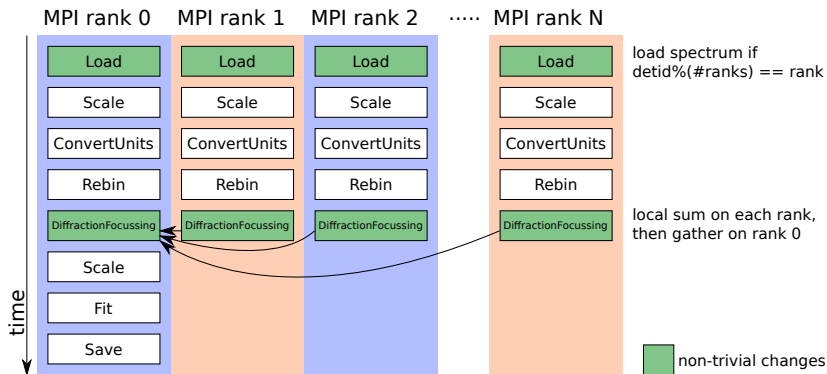 MPI rank 0 MPI rank 1 MPI rank 2 ..... MPI rank N
Load Load Load Load load spectrum if
detid%(#ranks) == rank
Scale Scale Scale Scale
ConvertUnits ConvertUnits ConvertUnits ConvertUnits
Rebin Rebin Rebin Rebin
DiffractionFocussing DiffractionFocussing DiffractionFocussing DiffractionFocussing local sum on each rank,
then gather on rank 0
Scale
Fit
Save
time
non-trivial changes